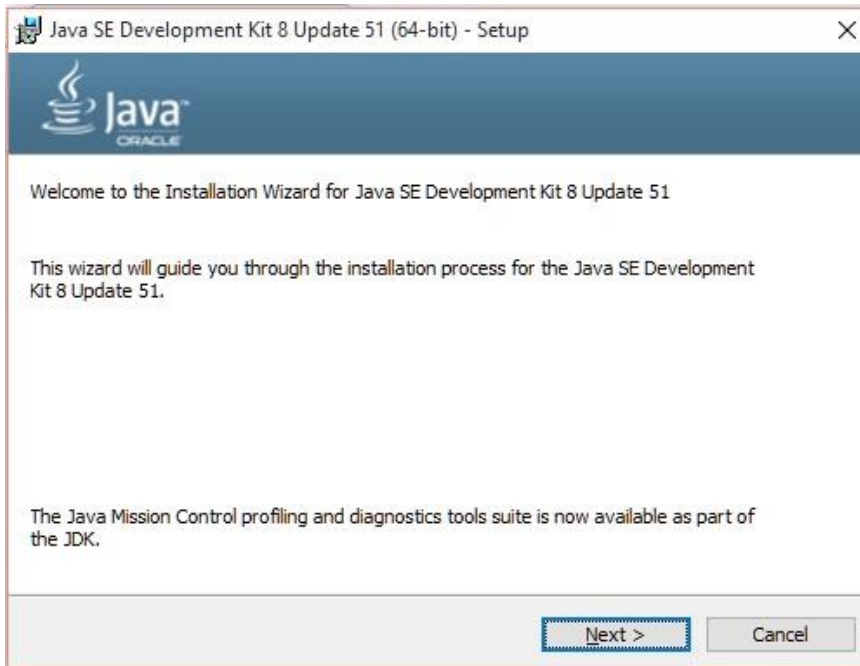 Java SE Development Kit 8 Update 51 (64-bit) - Setup
Java™
ORACLE
Welcome to the Installation Wizard for Java SE Development Kit 8 Update 51
This wizard will guide you through the installation process for the Java SE Development
Kit 8 Update 51.
The Java Mission Control profiling and diagnostics tools suite is now available as part of
the JDK.
Next > Cancel